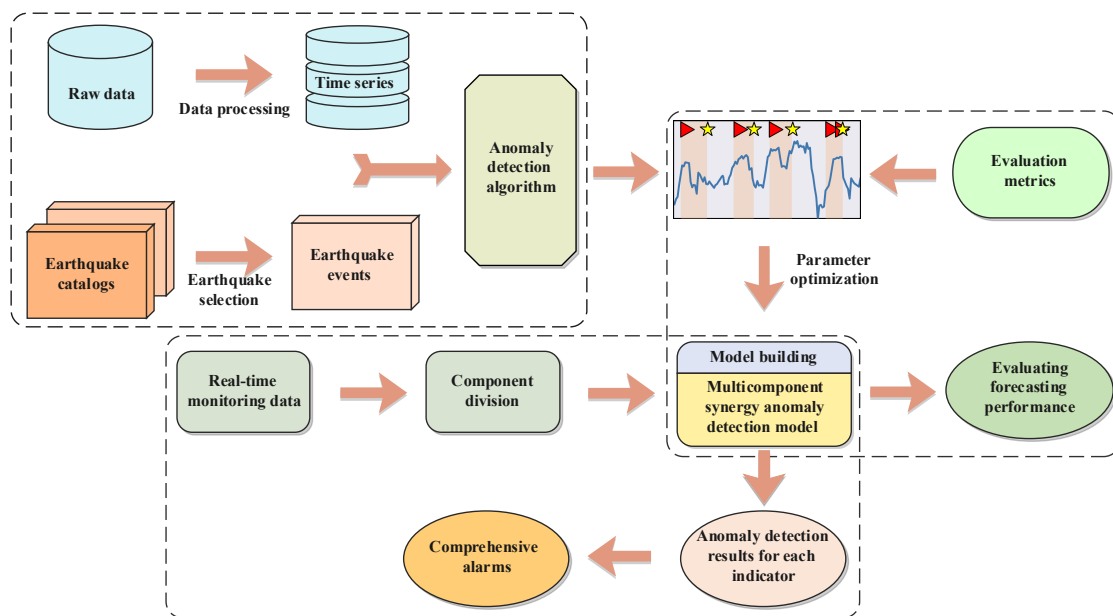 Raw data
Data processing
Time series
Anomaly
detection
algorithm
Earthquake
catalogs
Earthquake
selection
Earthquake
events
Evaluation
metrics
Parameter
optimization
Real-time
monitoring data
Component
division
Model building
Multicomponent
synergy anomaly
detection model
Evaluating
forecasting
performance
Comprehensive
alarms
Anomaly detection
results for each
indicator